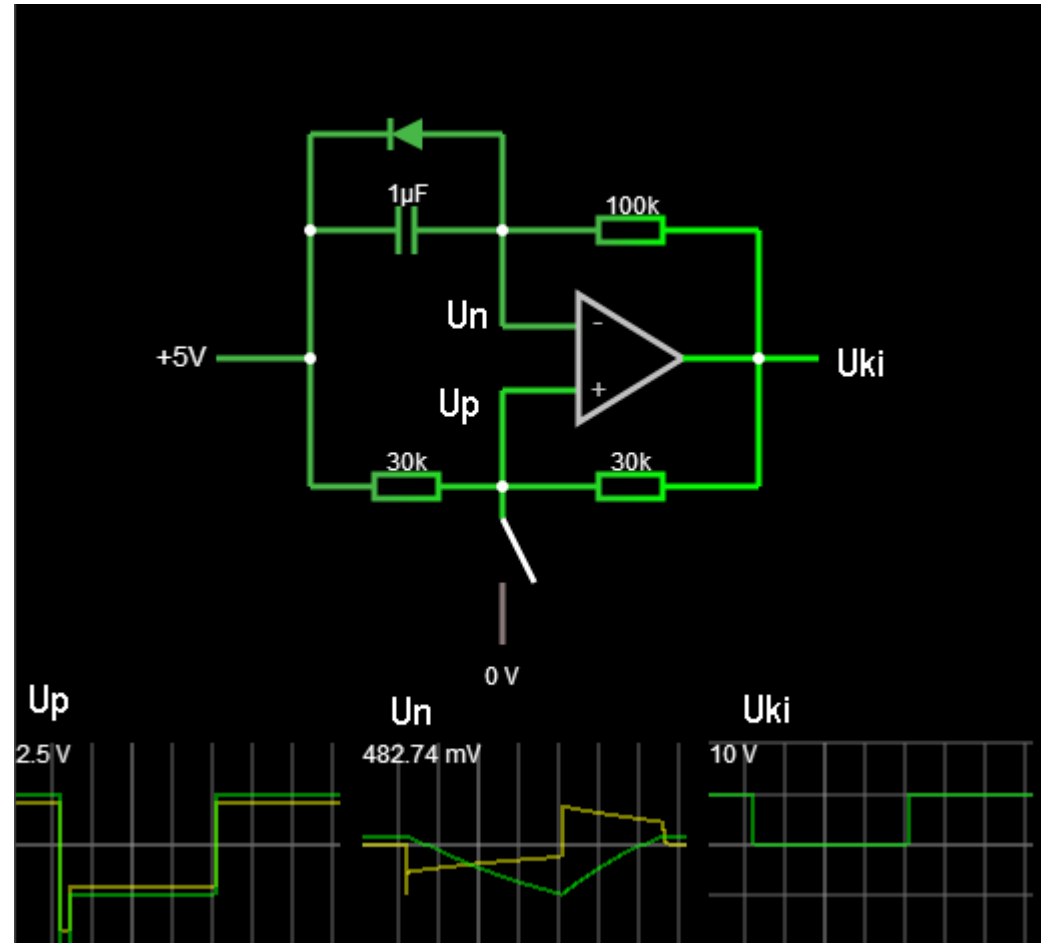 1µF
100k
Un
-
+5V
Uki
Up
+
30k
30k
0 V
Up
Un
Uki
2.5 V
482.74 mV
10 V